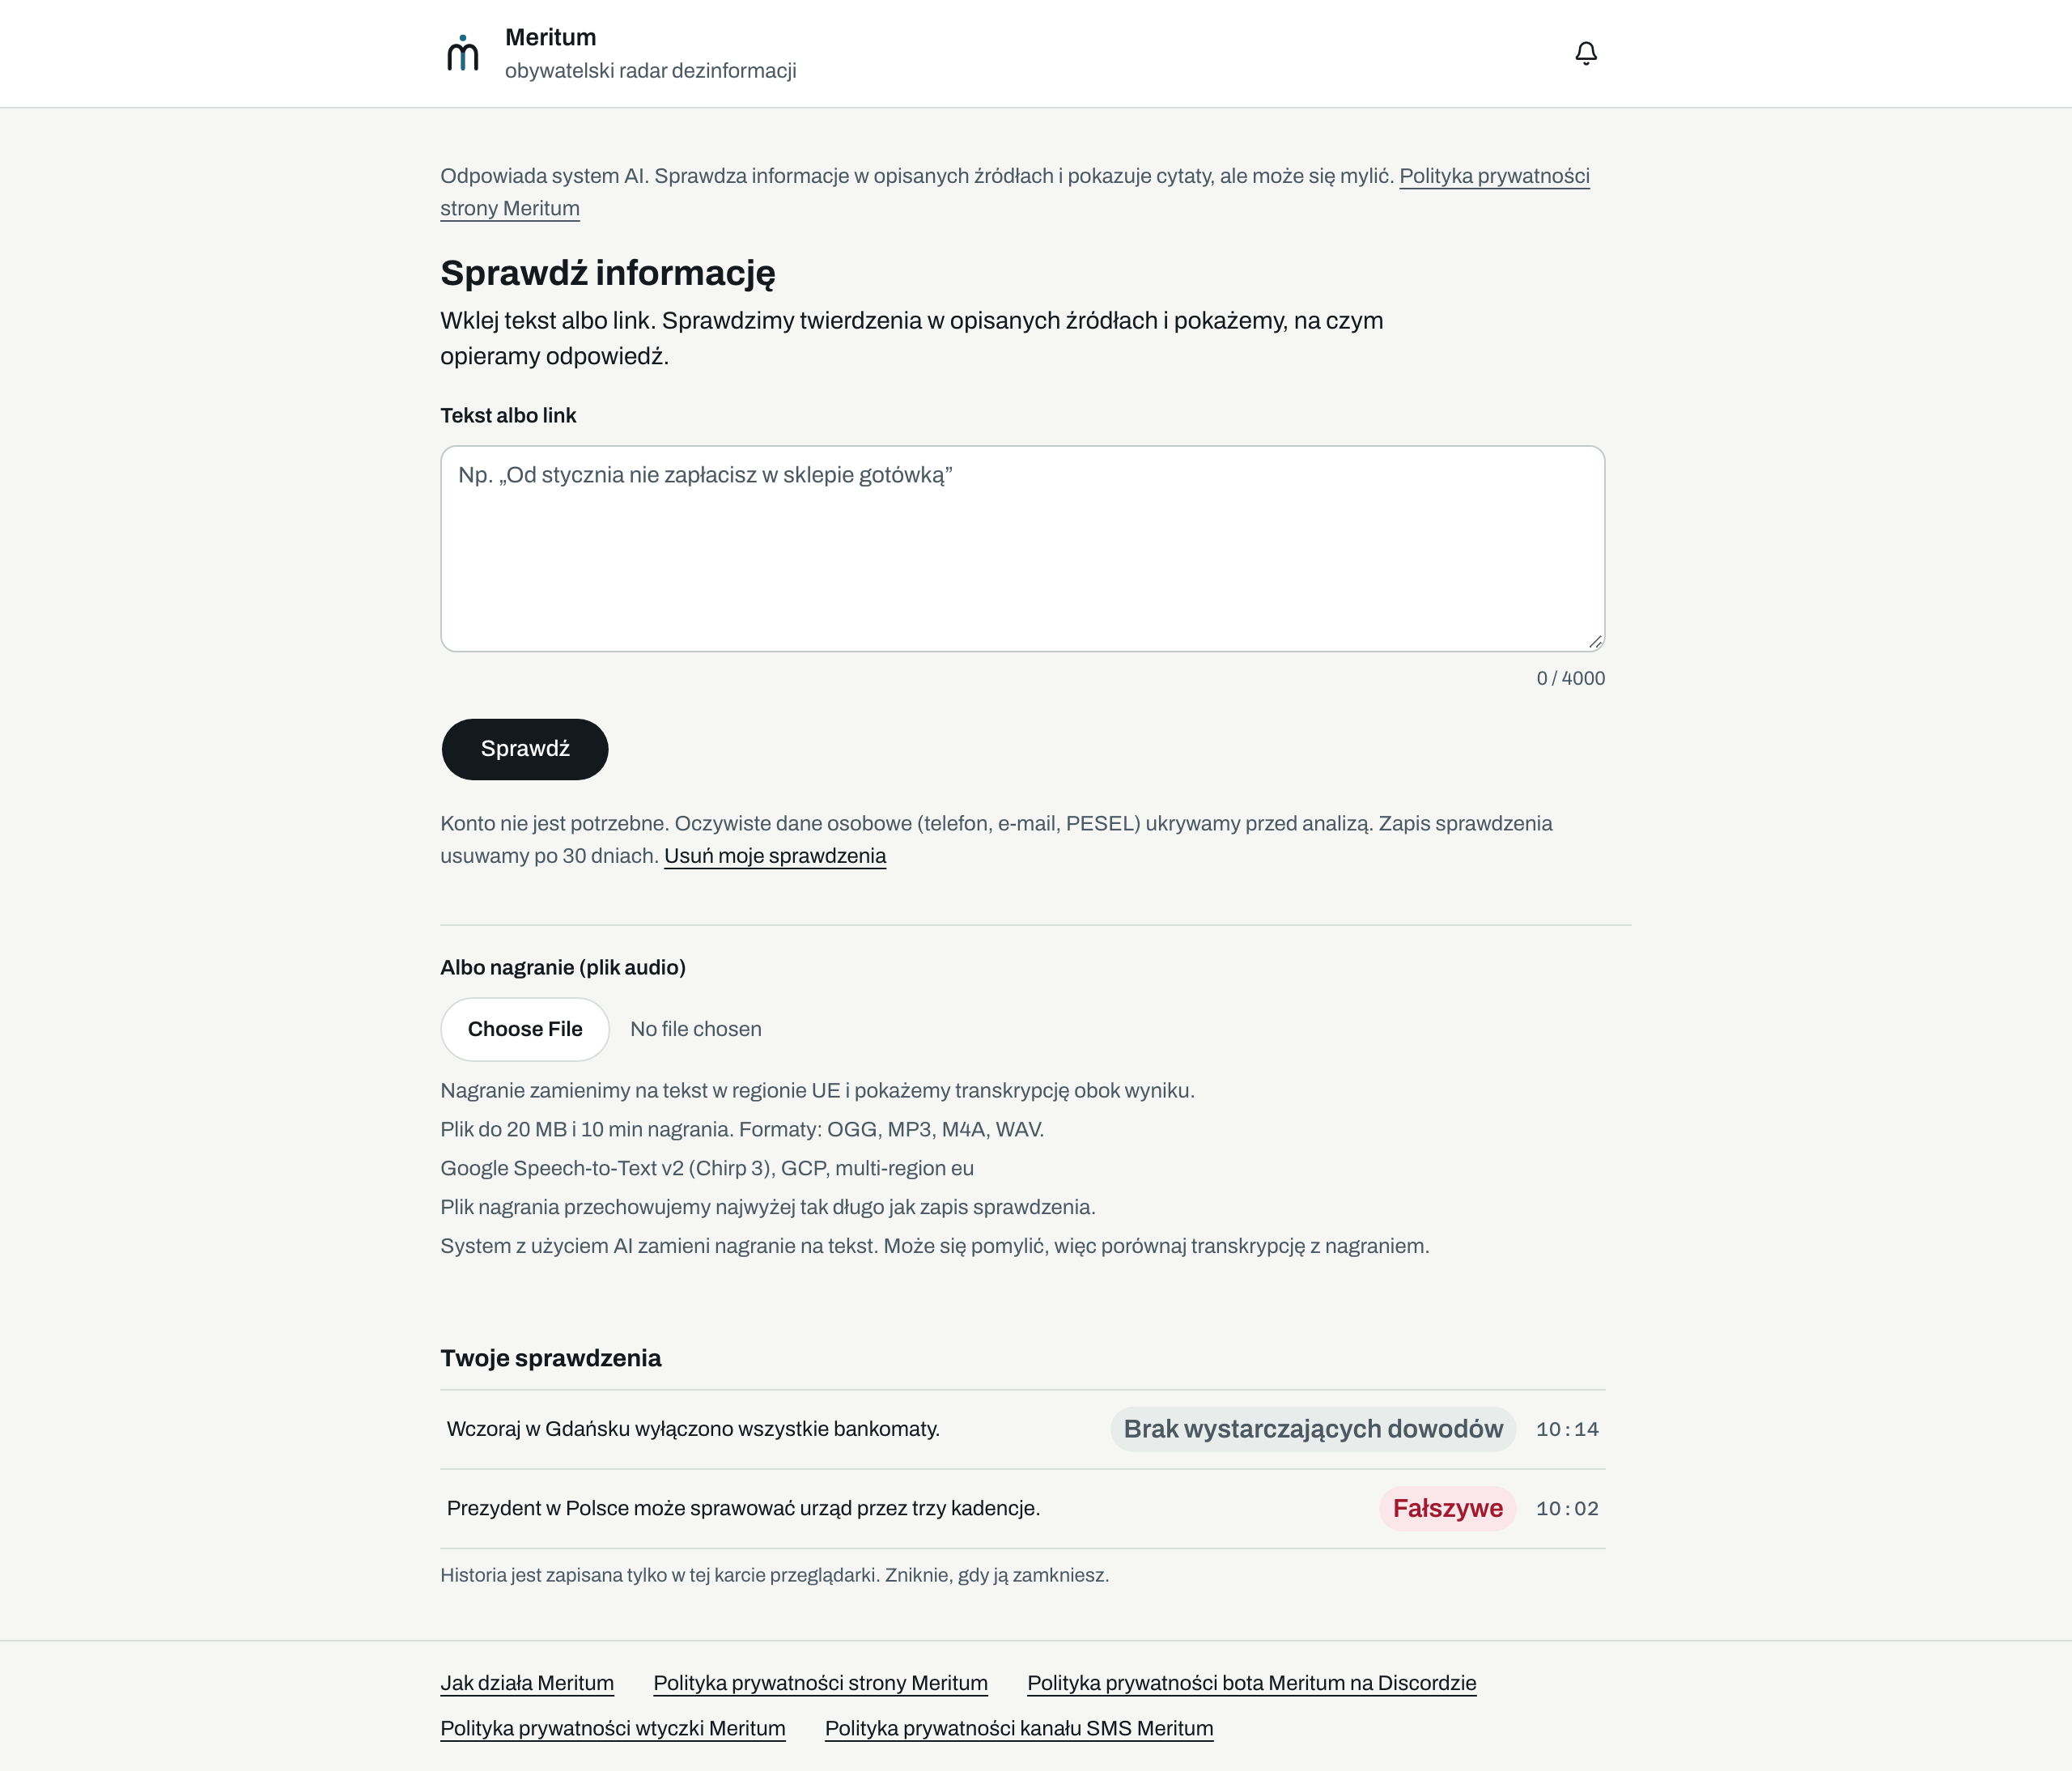 Meritum
obywatelski radar dezinformacji
Odpowiada system AI. Sprawdza informacje w opisanych źródłach i pokazuje cytaty, ale może się mylić. Polityka prywatności
strony Meritum
Sprawdź informację
Wklej tekst albo link. Sprawdzimy twierdzenia w opisanych źródłach i pokażemy, na czym
opieramy odpowiedź.
Tekst albo link
Np. „Od stycznia nie zapłacisz w sklepie gotówką”
0 / 4000
Sprawdź
Konto nie jest potrzebne. Oczywiste dane osobowe (telefon, e-mail, PESEL) ukrywamy przed analizą. Zapis sprawdzenia
usuwamy po 30 dniach. Usuń moje sprawdzenia
Albo nagranie (plik audio)
Choose File No file chosen
Nagranie zamienimy na tekst w regionie UE i pokażemy transkrypcję obok wyniku.
Plik do 20 MB i 10 min nagrania. Formaty: OGG, MP3, M4A, WAV.
Google Speech-to-Text v2 (Chirp 3), GCP, multi-region eu
Plik nagrania przechowujemy najwyżej tak długo jak zapis sprawdzenia.
System z użyciem AI zamieni nagranie na tekst. Może się pomylić, więc porównaj transkrypcję z nagraniem.
Twoje sprawdzenia
Wczoraj w Gdańsku wyłączono wszystkie bankomaty. Brak wystarczających dowodów 10:14
Prezydent w Polsce może sprawować urząd przez trzy kadencje. Fałszywe 10:02
Historia jest zapisana tylko w tej karcie przeglądarki. Zniknie, gdy ją zamkniesz.
Jak działa Meritum Polityka prywatności strony Meritum Polityka prywatności bota Meritum na Discordzie
Polityka prywatności wtyczki Meritum Polityka prywatności kanału SMS Meritum